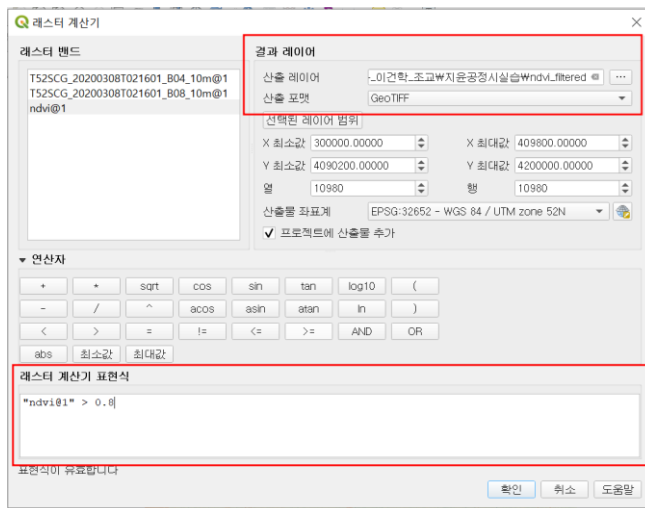 래스터 계산기
래스터 밴드
T52SCG_20200308T021601_B04_10m@1
T52SCG_20200308T021601_B08_10m@1
ndvi@1
결과 레이어
산출 레이어 -_이건학_조교₩지윤공정시실습₩ndvi_filtered ...
산출 포맷 GeoTIFF
선택된 레이어 범위
X 최소값 300000.00000 X 최대값 409800.00000
Y 최소값 4090200.00000 Y 최대값 4200000.00000
열 10980 행 10980
산출물 좌표계 EPSG:32652 - WGS 84 / UTM zone 52N
프로젝트에 산출물 추가
연산자
+ * sqrt cos sin tan log10 (
- / ^ acos asin atan ln )
< > = != <= >= AND OR
abs 최소값 최대값
래스터 계산기 표현식
"ndvi@1" > 0.8
표현식이 유효합니다
확인 취소 도움말